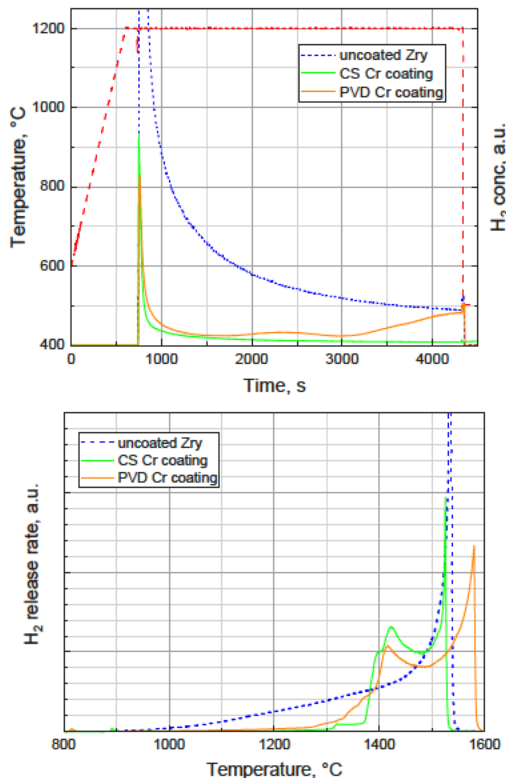 1200
1000
800
600
400
Temperature, °C
uncoated Zry
CS Cr coating
PVD Cr coating
H₂ conc, a.u.
0
1000
2000
3000
4000
Time, s
uncoated Zry
CS Cr coating
PVD Cr coating
H₂ release rate, a.u.
800
1000
1200
1400
1600
Temperature, °C